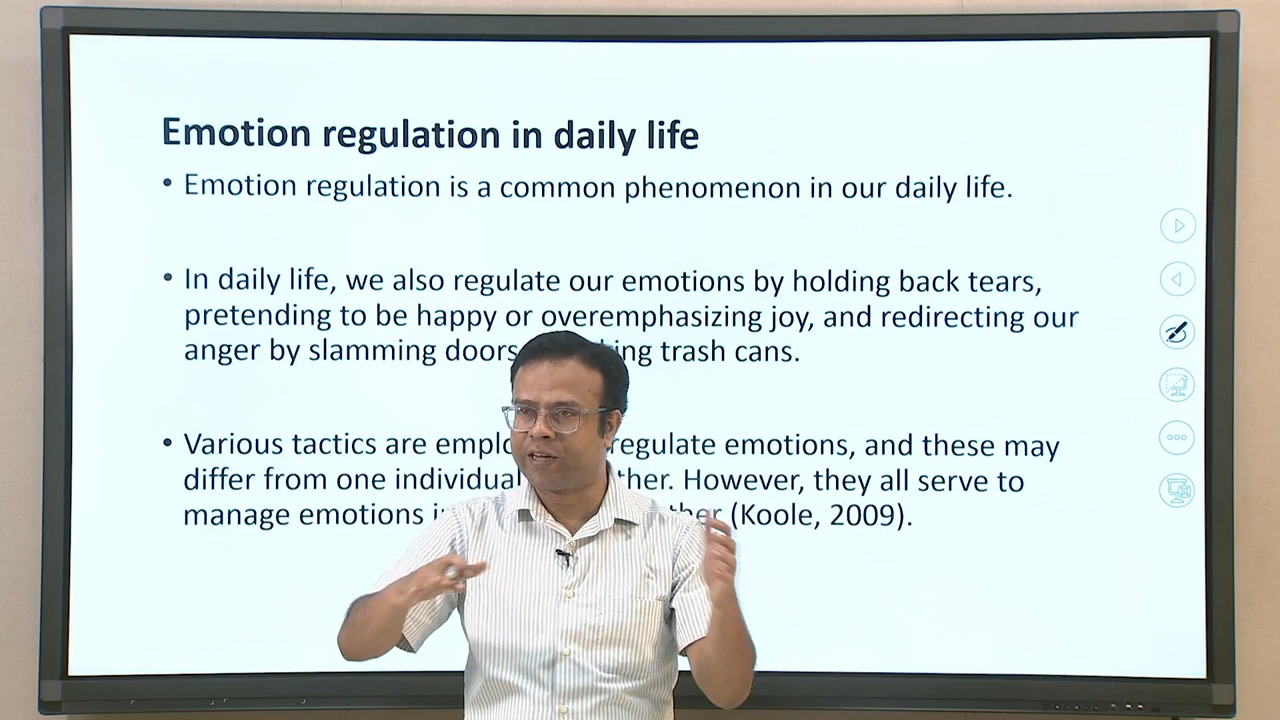 Emotion regulation in daily life
• Emotion regulation is a common phenomenon in our daily life.
• In daily life, we also regulate our emotions by holding back tears,
pretending to be happy or overemphasizing joy, and redirecting our
anger by slamming doors trash cans.
• Various tactics are regulate emotions, and these may
differ from one individual However, they all serve to
manage emotions (Koole, 2009).